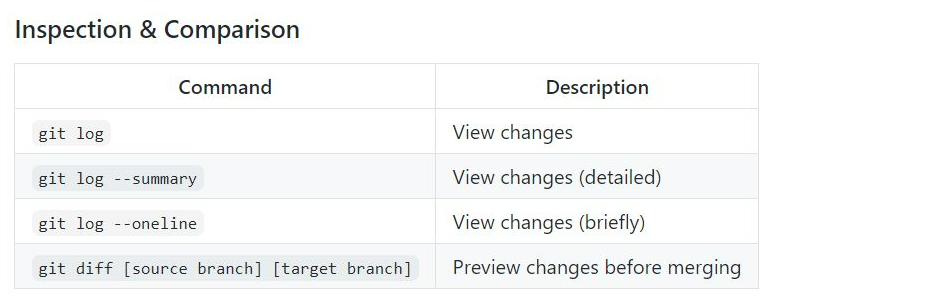 Inspection & Comparison
Command Description
git log View changes
git log --summary View changes (detailed)
git log --oneline View changes (briefly)
git diff [source branch] [target branch] Preview changes before merging